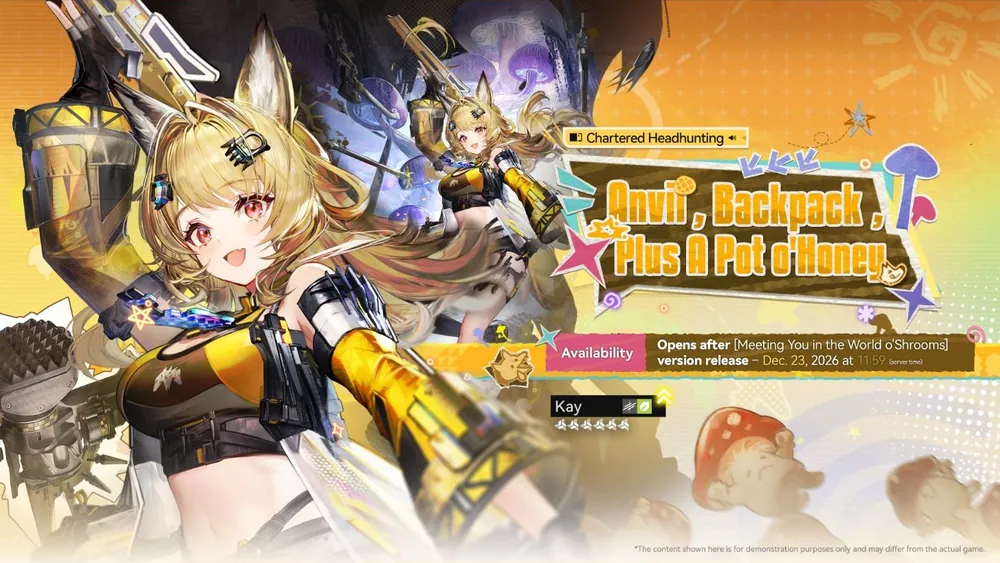 Chartered Headhunting
Anvil, Backpack,
Plus A Pot o'Honey
Availability
Opens after [Meeting You in the World o'Shrooms]
version release – Dec. 23, 2026 at 11:59 (server time)
Kay
*The content shown here is for demonstration purposes only and may differ from the actual game.